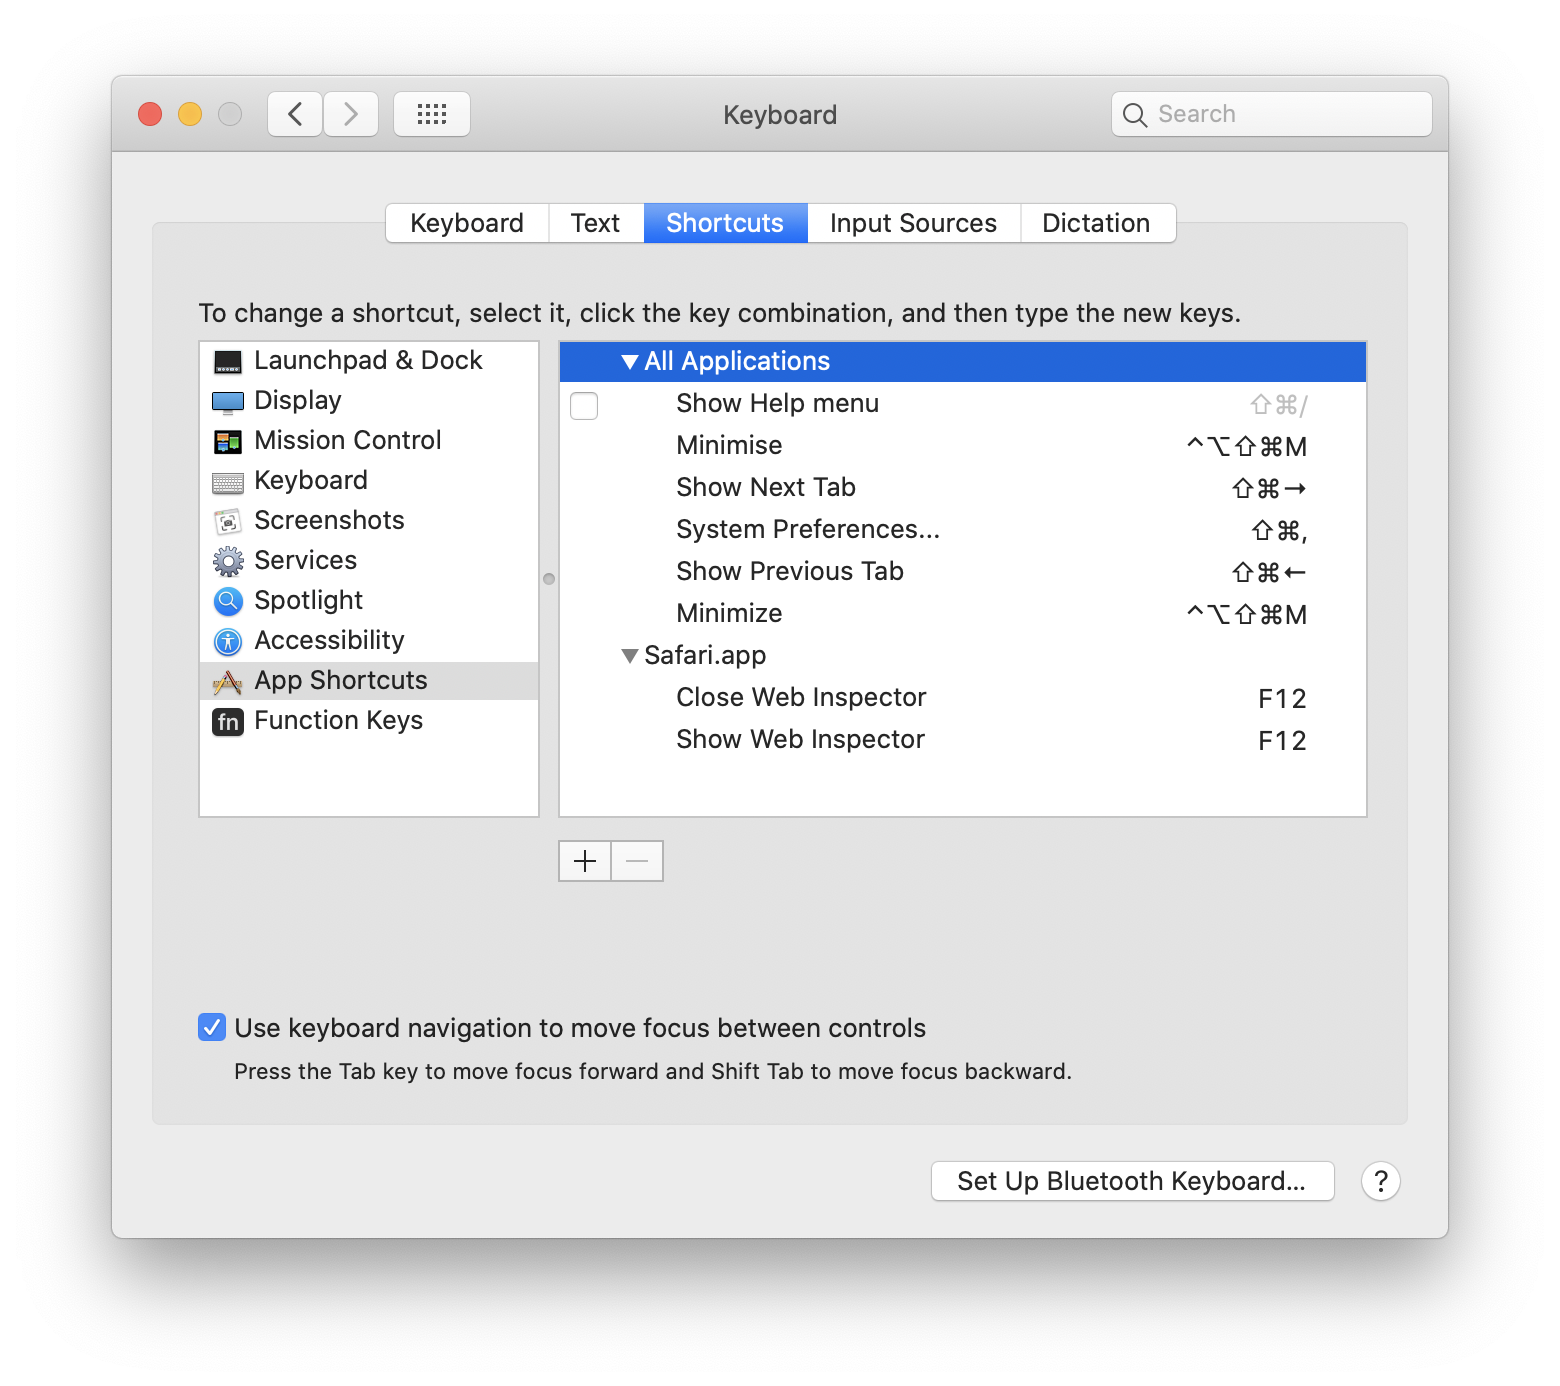 Keyboard
Search
Keyboard Text Shortcuts Input Sources Dictation
To change a shortcut, select it, click the key combination, and then type the new keys.
Launchpad & Dock
Display
Mission Control
Keyboard
Screenshots
Services
Spotlight
Accessibility
App Shortcuts
fn Function Keys
All Applications
Show Help menu ⇧⌘/
Minimise ^⌥⇧⌘M
Show Next Tab ⇧⌘→
System Preferences... ⇧⌘,
Show Previous Tab ⇧⌘←
Minimize ^⌥⇧⌘M
Safari.app
Close Web Inspector F12
Show Web Inspector F12
Use keyboard navigation to move focus between controls
Press the Tab key to move focus forward and Shift Tab to move focus backward.
Set Up Bluetooth Keyboard... ?